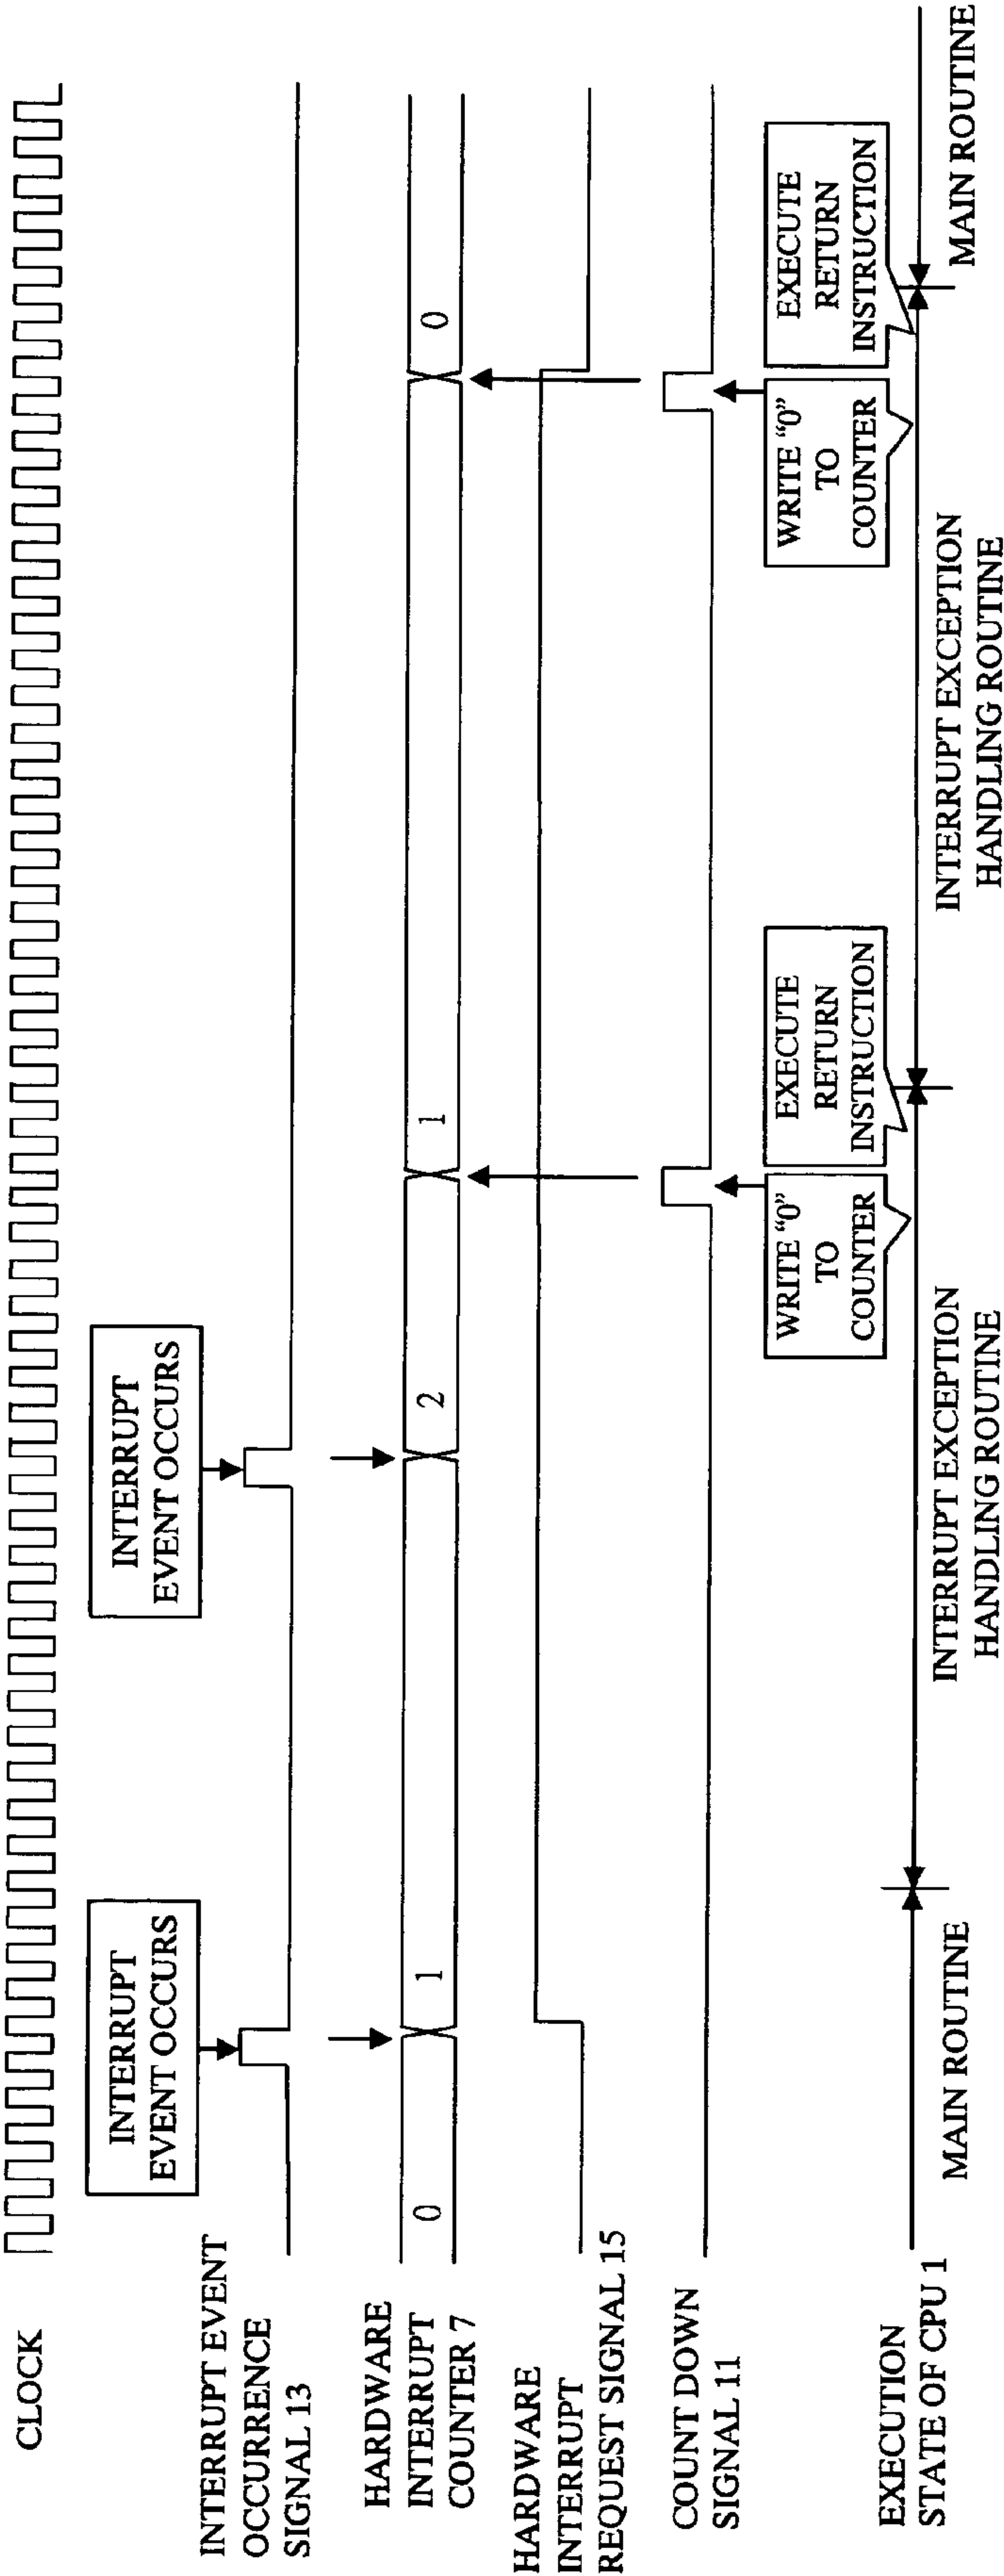 CLOCK
INTERRUPT
EVENT OCCURS
INTERRUPT
EVENT OCCURS
INTERRUPT EVENT
OCCURRENCE
SIGNAL 13
HARDWARE
INTERRUPT
COUNTER 7
0
1
2
1
0
HARDWARE
INTERRUPT
REQUEST SIGNAL 15
COUNT DOWN
SIGNAL 11
WRITE “0”
TO
COUNTER
EXECUTE
RETURN
INSTRUCTION
WRITE “0”
TO
COUNTER
EXECUTE
RETURN
INSTRUCTION
EXECUTION
STATE OF CPU 1
MAIN ROUTINE
INTERRUPT EXCEPTION
HANDLING ROUTINE
INTERRUPT EXCEPTION
HANDLING ROUTINE
MAIN ROUTINE